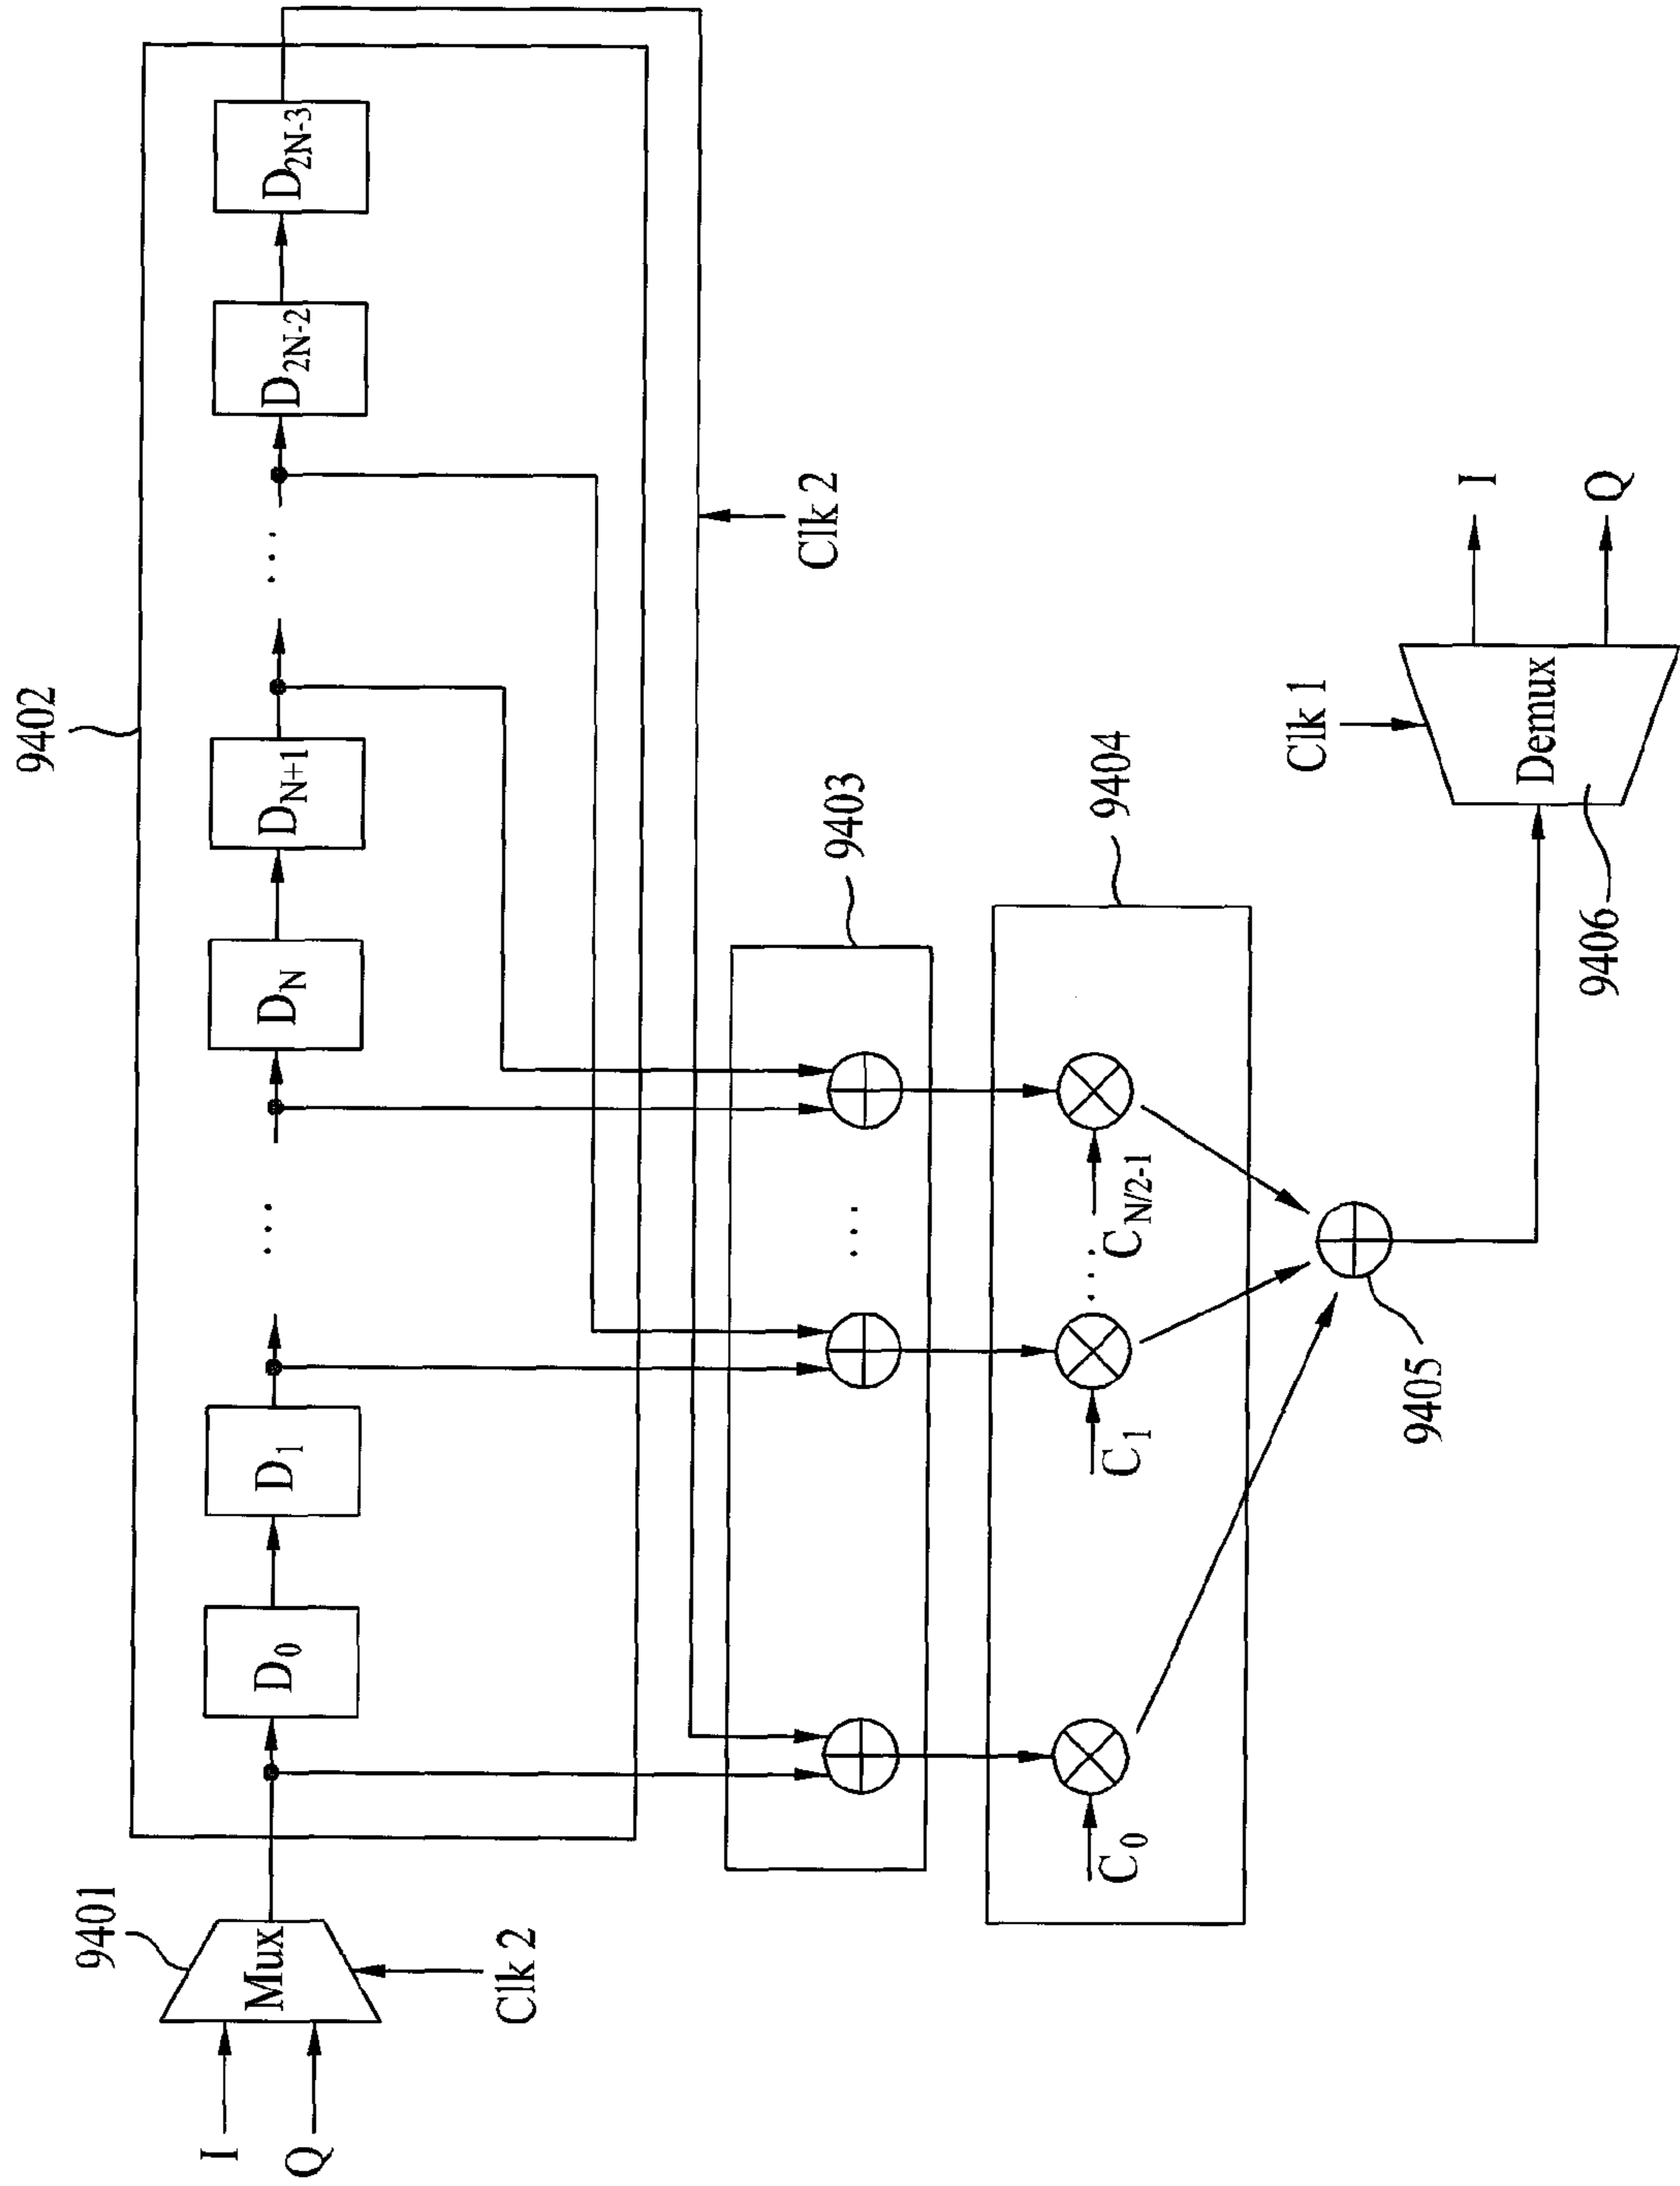 9402
9401
I
Q
Mux
Clk 2
D0
D1
...
DN
DN+1
...
D2N-2
D2N-3
Clk 2
9403
...
9404
C0
C1
...
CN/2-1
9405
Clk 1
Demux
9406
I
Q